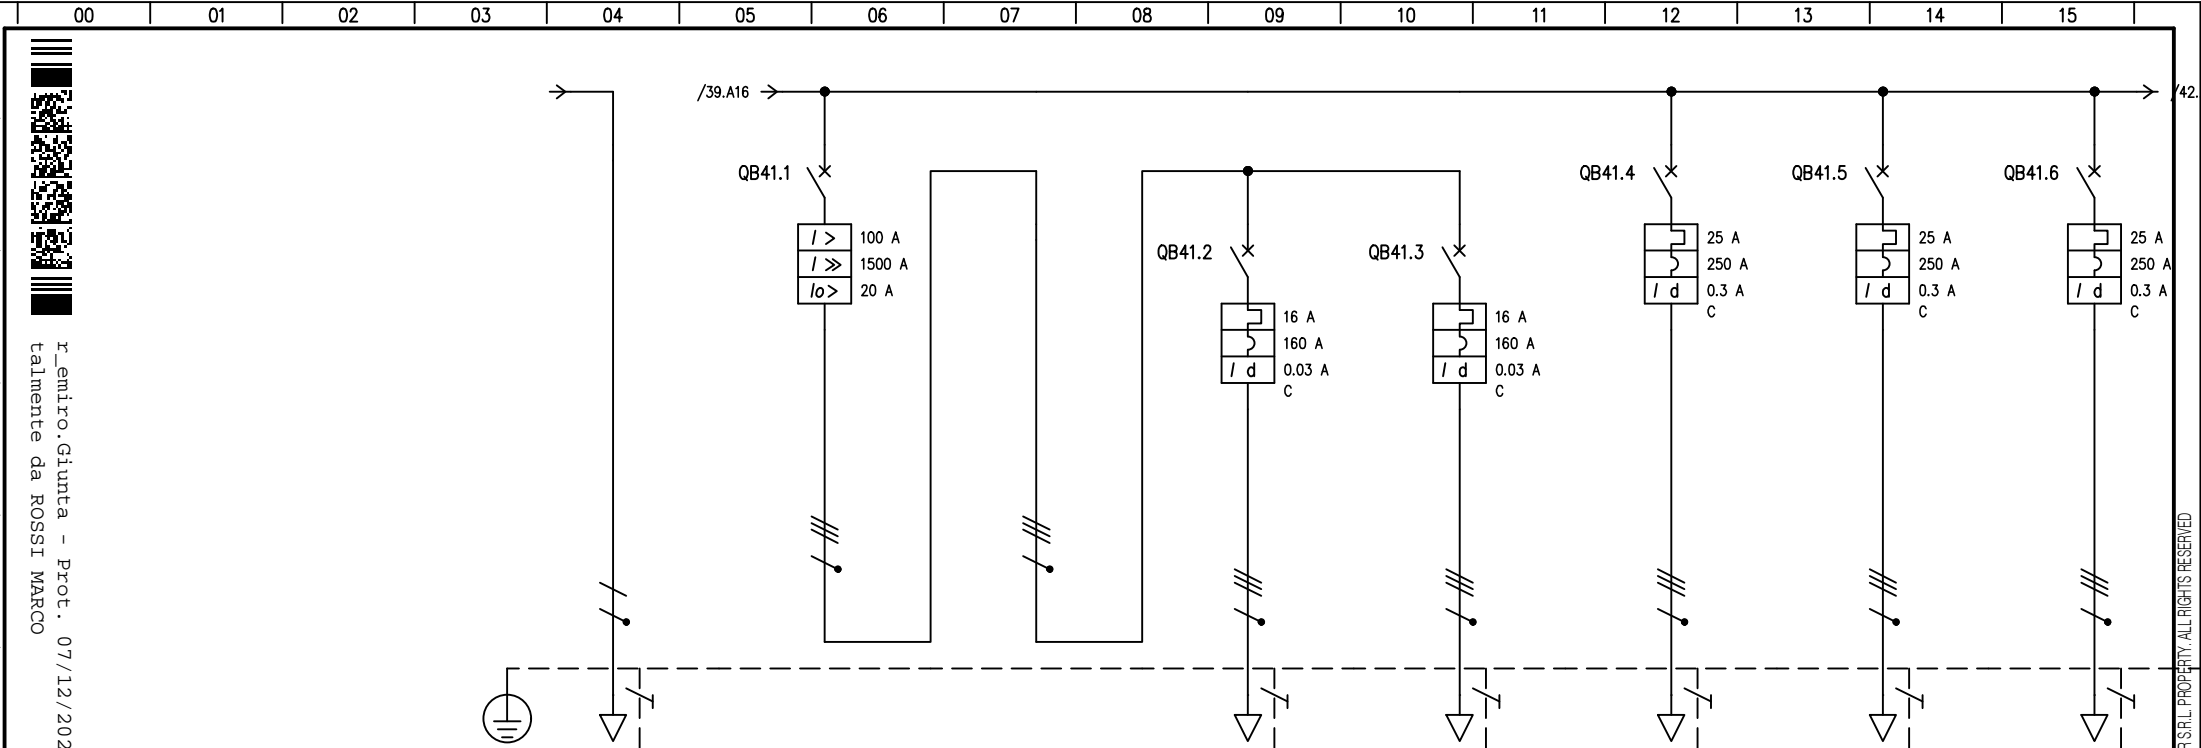 00 01 02 03 04 05 06 07 08 09 10 11 12 13 14 15
/39.A16
/42.
QB41.1
I > 100 A
I >> 1500 A
Io> 20 A
QB41.2
16 A
160 A
I d 0.03 A
C
QB41.3
16 A
160 A
I d 0.03 A
C
QB41.4
25 A
250 A
I d 0.3 A
C
QB41.5
25 A
250 A
I d 0.3 A
C
QB41.6
25 A
250 A
I d 0.3 A
C
r_emiro.Giunta - Prot. 07/12/202
talmente da ROSSI MARCO
S.R.L. PROPERTY. ALL RIGHTS RESERVED